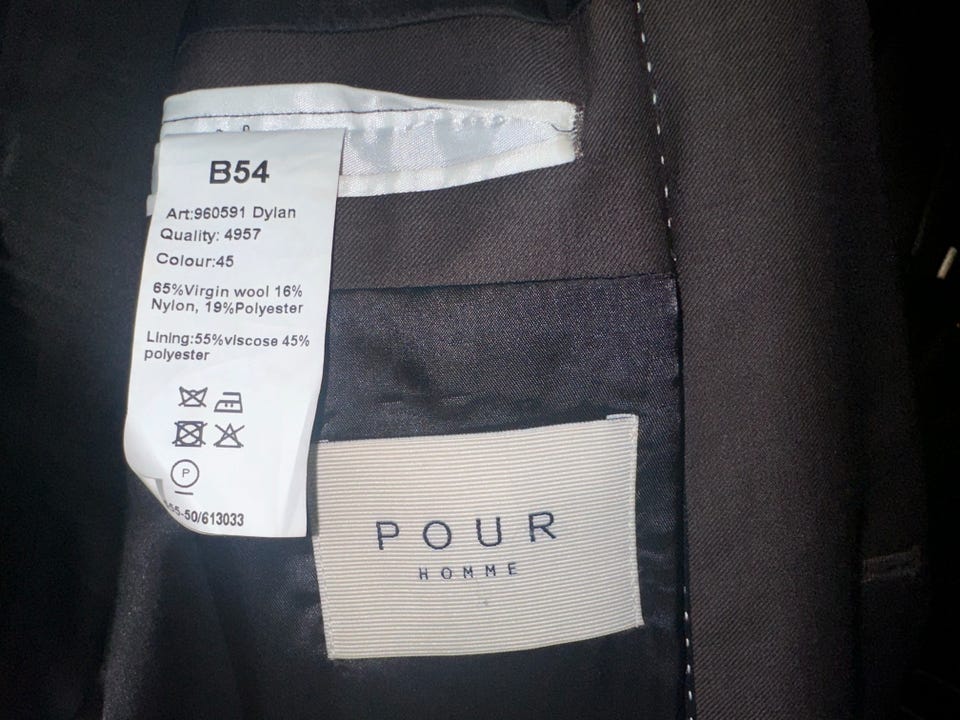 B54
Art:960591 Dylan
Quality: 4957
Colour:45
65%Virgin wool 16%
Nylon, 19%Polyester
Lining:55%viscose 45%
polyester
P
-50/613033
POUR
HOMME